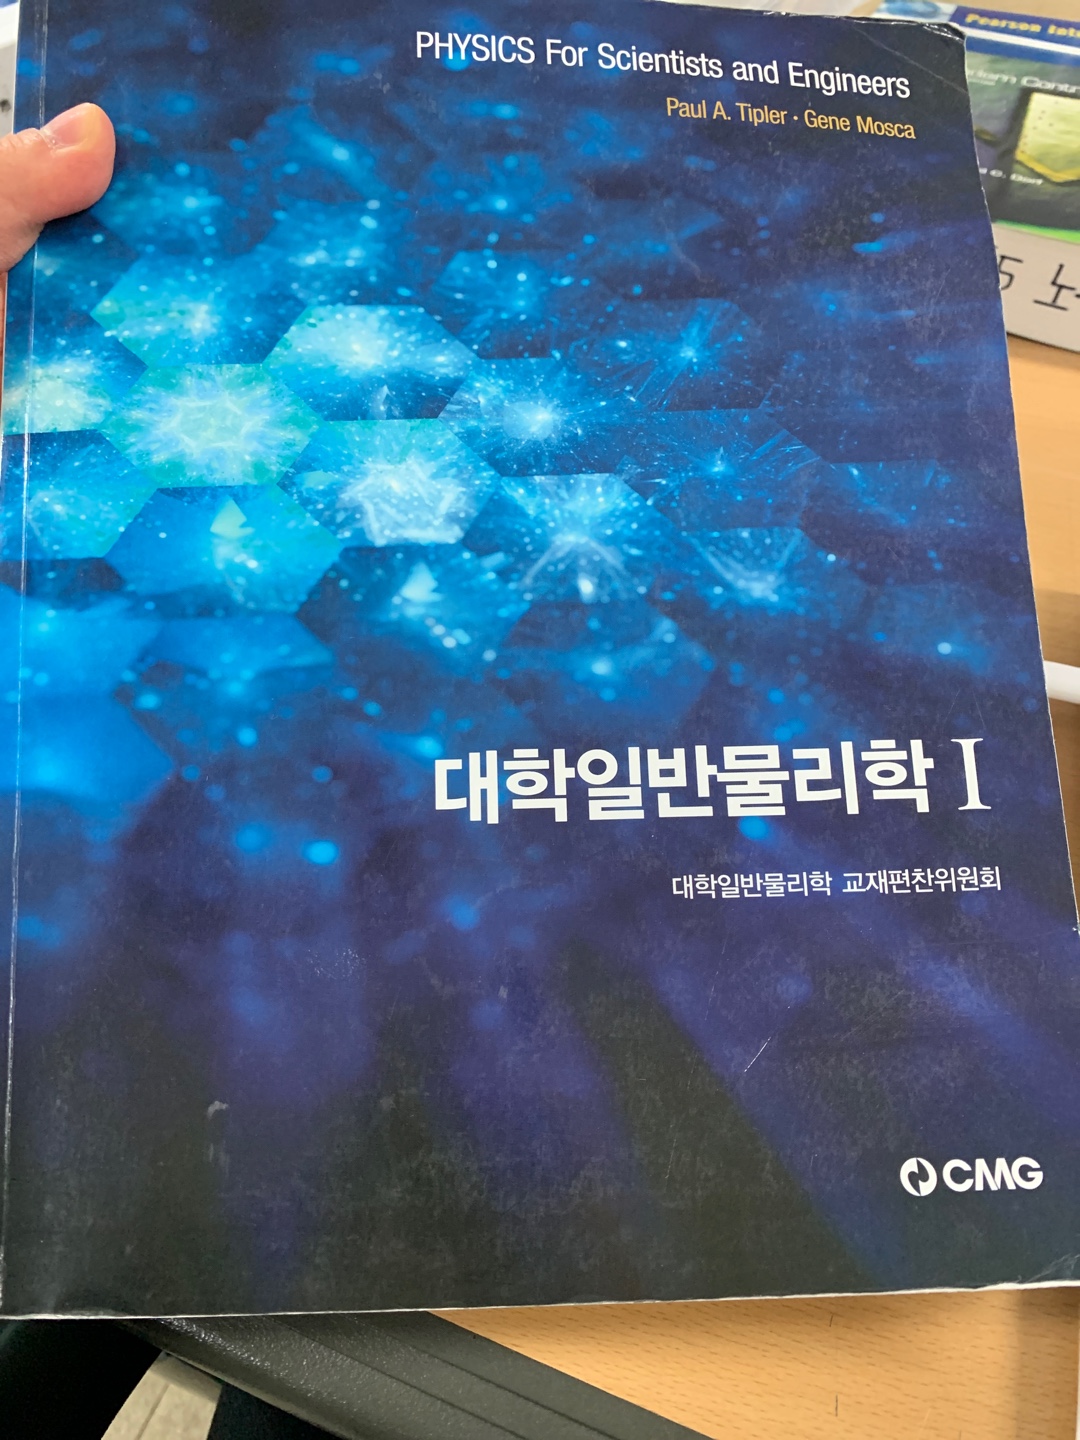 PHYSICS For Scientists and Engineers
Paul A. Tipler · Gene Mosca
Pearson
대학일반물리학 I
대학일반물리학 교재편찬위원회
CMG